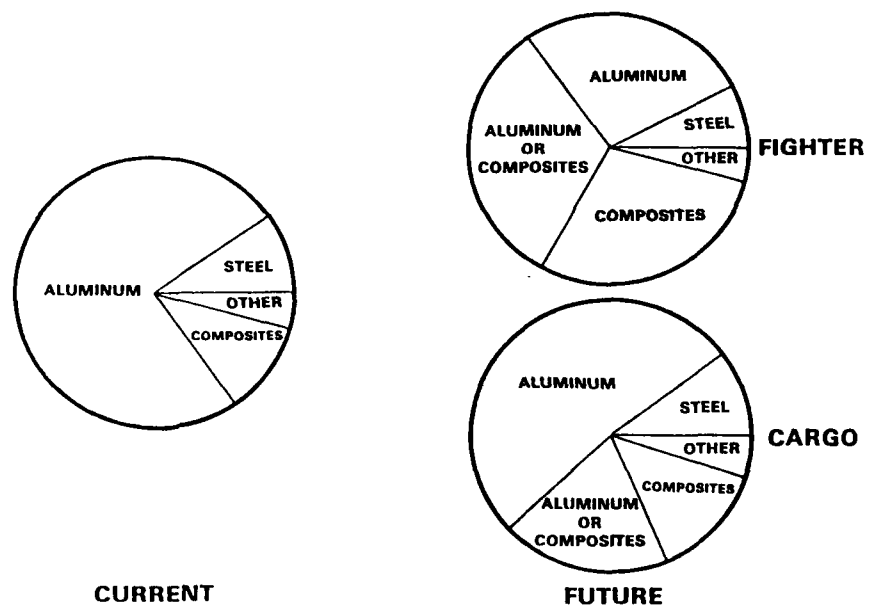 ALUMINUM
STEEL
OTHER
COMPOSITES
CURRENT
ALUMINUM
STEEL
ALUMINUM
OR
COMPOSITES
OTHER
COMPOSITES
FIGHTER
ALUMINUM
STEEL
OTHER
COMPOSITES
ALUMINUM
OR
COMPOSITES
CARGO
FUTURE